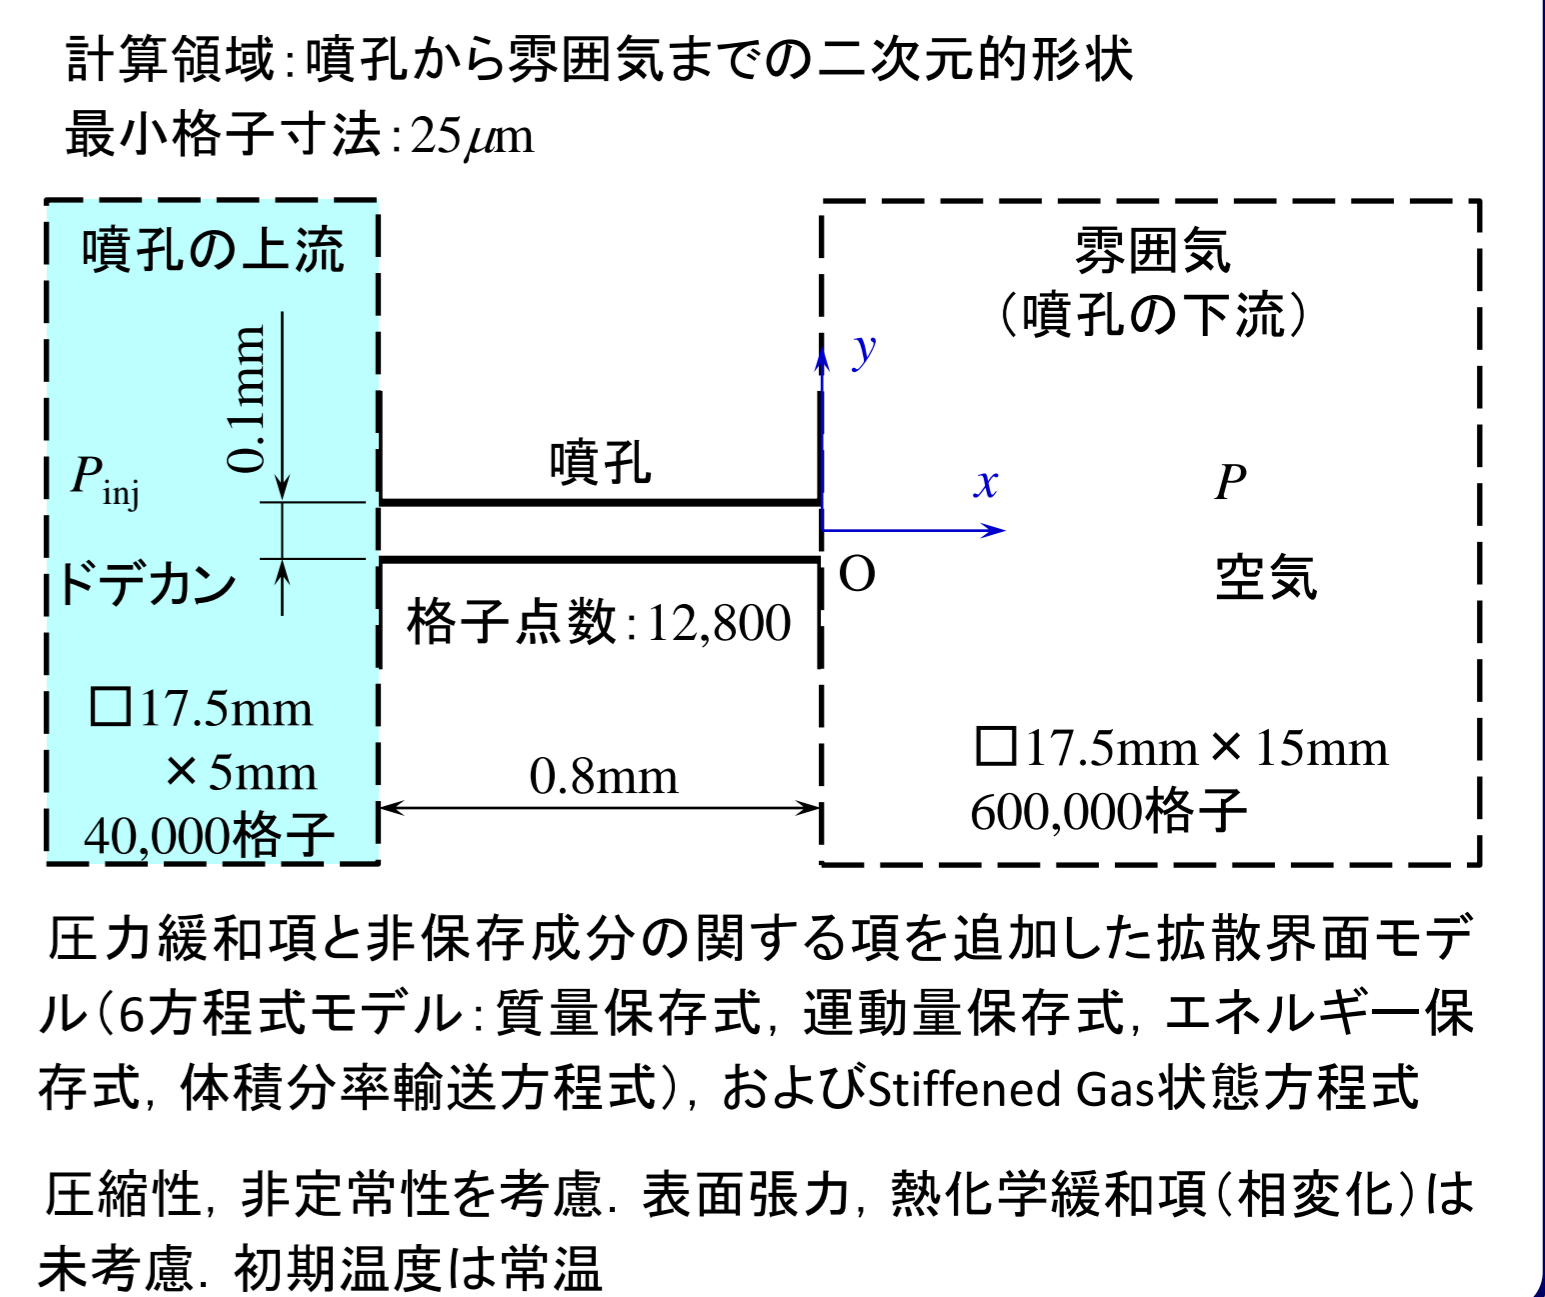 計算領域：噴孔から雰囲気までの二次元的形状
最小格子寸法：25μm
噴孔の上流
雰囲気
（噴孔の下流）
0.1mm
y
噴孔
x
P
Pinj
O
空気
ドデカン
格子点数：12,800
□17.5mm
×5mm
40,000格子
0.8mm
□17.5mm×15mm
600,000格子
圧力緩和項と非保存成分の関する項を追加した拡散界面モデ
ル（6方程式モデル：質量保存式，運動量保存式，エネルギー保
存式，体積分率輸送方程式），およびStiffened Gas状態方程式
圧縮性，非定常性を考慮．表面張力，熱化学緩和項（相変化）は
未考慮．初期温度は常温